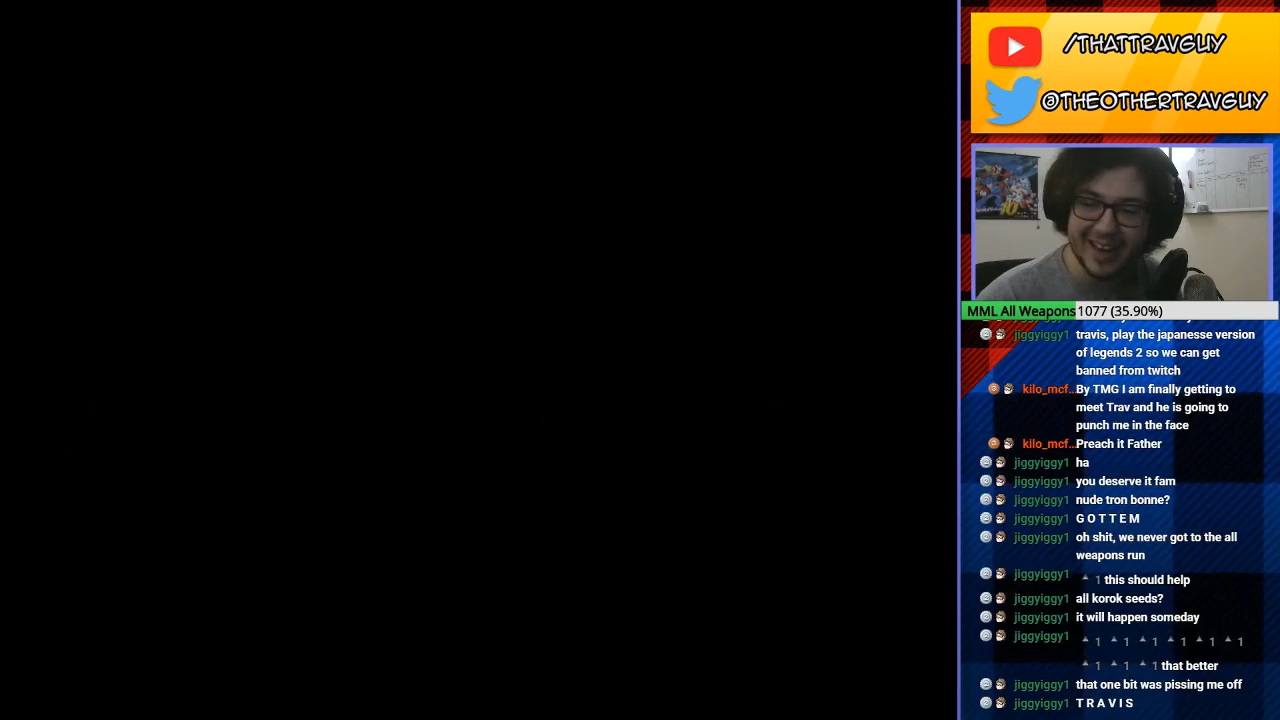 /THATTRAVGUY
@THEOTHERTRAVGUY
10
MML All Weapons 1077 (35.90%)
jiggyiggy1 travis, play the japanesse version
of legends 2 so we can get
banned from twitch
kilo_mcf... By TMG I am finally getting to
meet Trav and he is going to
punch me in the face
kilo_mcf... Preach it Father
jiggyiggy1 ha
jiggyiggy1 you deserve it fam
jiggyiggy1 nude tron bonne?
jiggyiggy1 G O T T E M
jiggyiggy1 oh shit, we never got to the all
weapons run
jiggyiggy1 1 this should help
jiggyiggy1 all korok seeds?
jiggyiggy1 it will happen someday
jiggyiggy1 1 1 1 1 1 1
1 1 1 that better
jiggyiggy1 that one bit was pissing me off
jiggyiggy1 T R A V I S